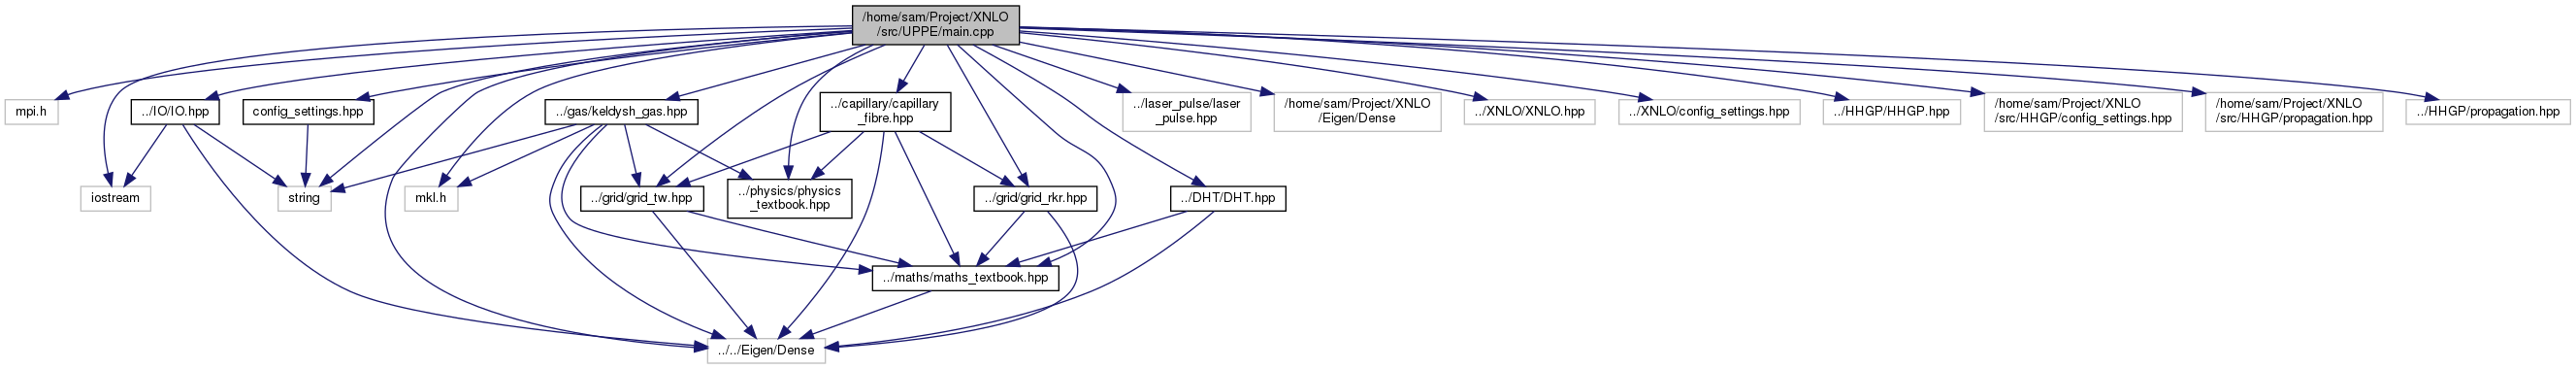 /home/sam/Project/XNLO
/src/UPPE/main.cpp
mpi.h
../IO/IO.hpp
config_settings.hpp
../gas/keldysh_gas.hpp
../capillary/capillary
_fibre.hpp
../laser_pulse/laser
_pulse.hpp
/home/sam/Project/XNLO
/Eigen/Dense
../XNLO/XNLO.hpp
../XNLO/config_settings.hpp
../HHGP/HHGP.hpp
/home/sam/Project/XNLO
/src/HHGP/config_settings.hpp
/home/sam/Project/XNLO
/src/HHGP/propagation.hpp
../HHGP/propagation.hpp
iostream
string
mkl.h
../grid/grid_tw.hpp
../physics/physics
_textbook.hpp
../grid/grid_rkr.hpp
../DHT/DHT.hpp
../maths/maths_textbook.hpp
../../Eigen/Dense